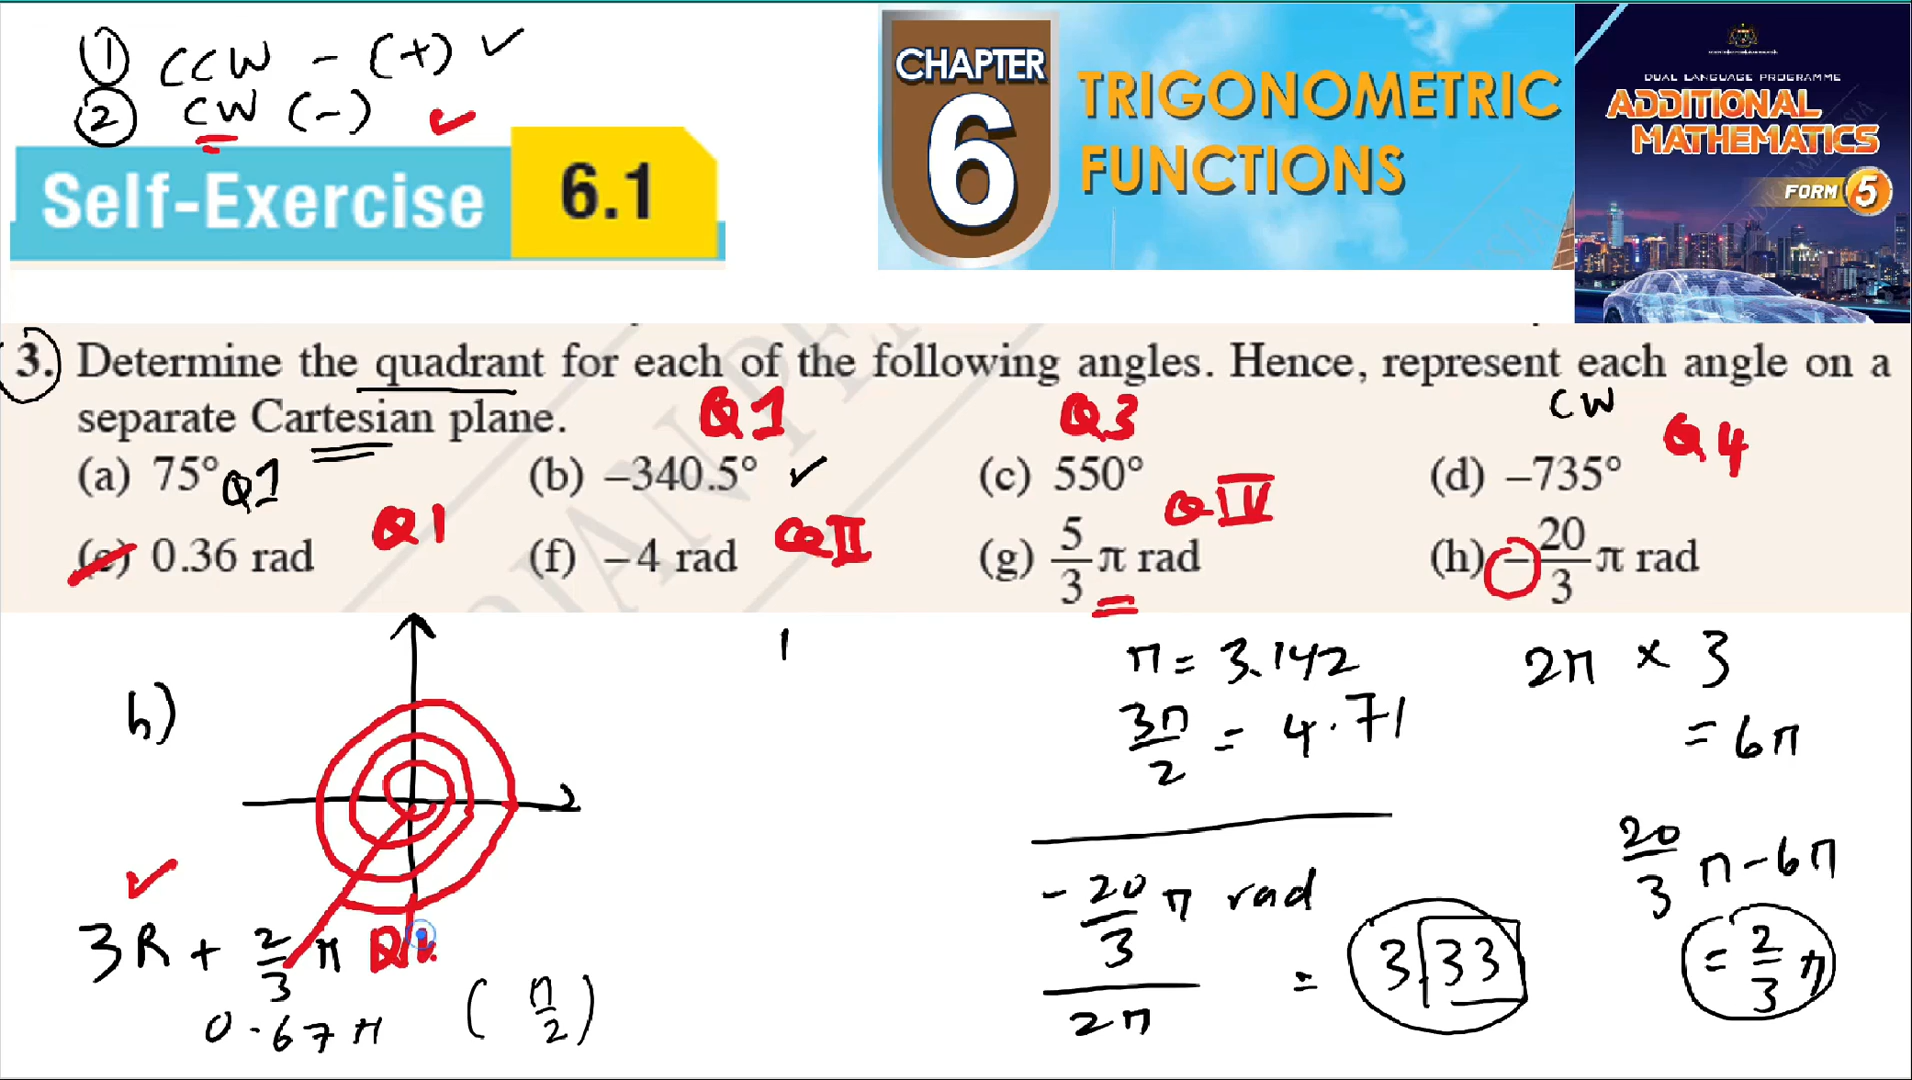 ① CCW - (+) ✓
② CW (-) ✓
Self-Exercise 6.1
CHAPTER 6
TRIGONOMETRIC
FUNCTIONS
DUAL LANGUAGE PROGRAMME
ADDITIONAL
MATHEMATICS
FORM 5
3. Determine the quadrant for each of the following angles. Hence, represent each angle on a
separate Cartesian plane.
Q1 Q3 CW Q4
(a) 75° Q1 (b) –340.5° ✓ (c) 550° (d) –735°
Q1 QII QIV
(e) 0.36 rad (f) –4 rad (g) 5/3 π rad (h) –20/3 π rad
h)
π = 3.142
3π/2 = 4.71
2π × 3
= 6π
-20/3 π rad
2π
= 3.33
20/3 π - 6π
= 2/3 π
✓
3R + 2/3 π
0.67π (π/2)